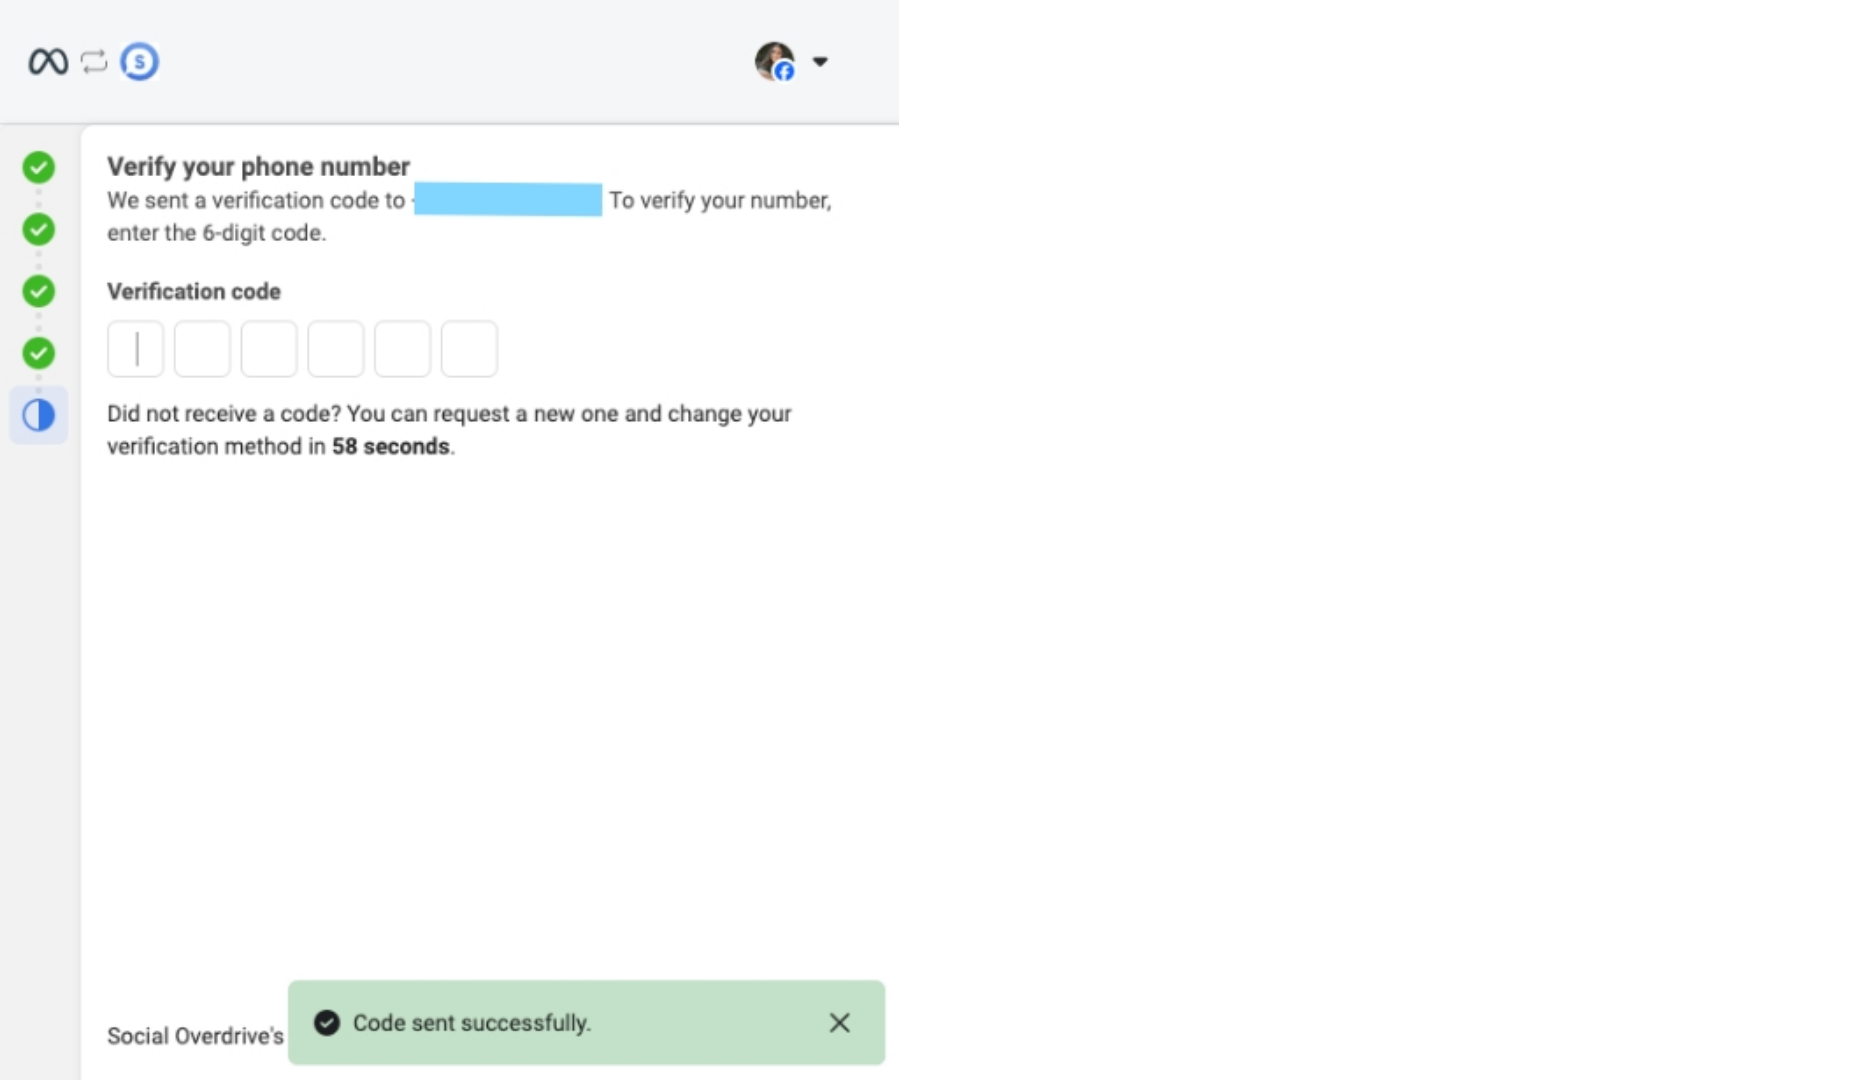 S
Verify your phone number
We sent a verification code to To verify your number,
enter the 6-digit code.
Verification code
Did not receive a code? You can request a new one and change your
verification method in 58 seconds.
Code sent successfully.
Social Overdrive's